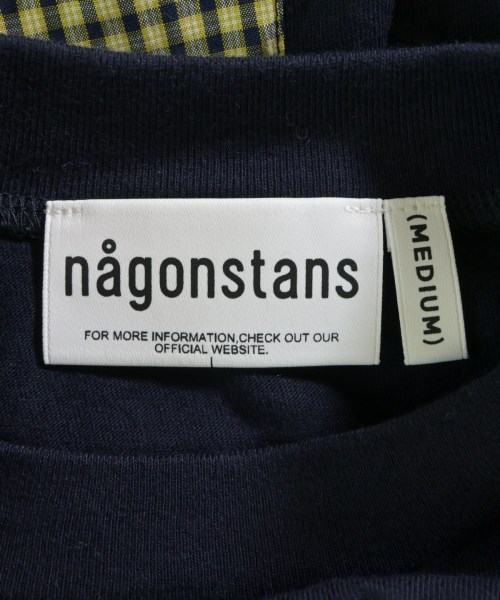 någonstans
FOR MORE INFORMATION,CHECK OUT OUR
OFFICIAL WEBSITE.
(MEDIUM)